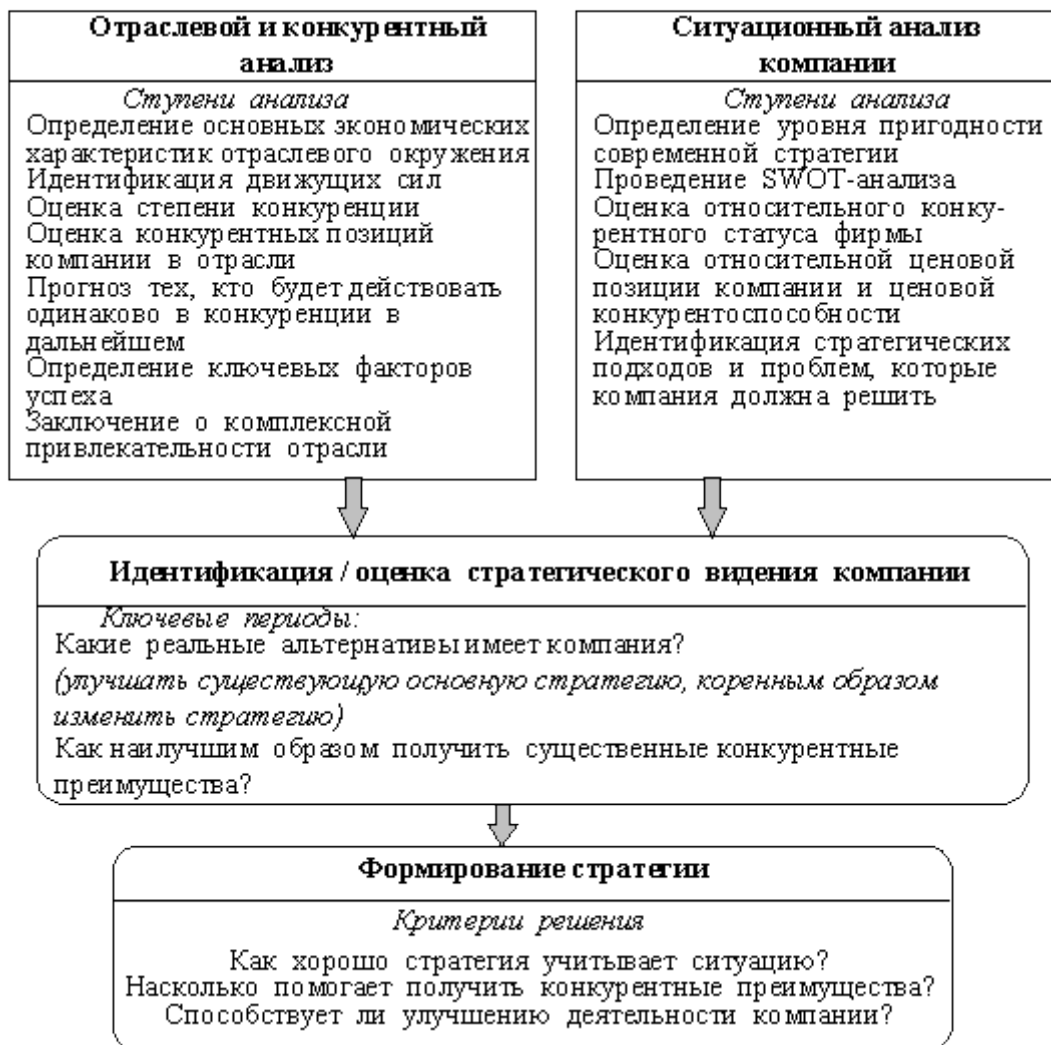 Отраслевой и конкурентный
анализ
Ступени анализа
Определение основных экономических
характеристик отраслевого окружения
Идентификация движущих сил
Оценка степени конкуренции
Оценка конкурентных позиций
компании в отрасли
Прогноз тех, кто будет действовать
одинаково в конкуренции в
дальнейшем
Определение ключевых факторов
успеха
Заключение о комплексной
привлекательности отрасли
Ситуационный анализ
компании
Ступени анализа
Определение уровня пригодности
современной стратегии
Проведение SWOT-анализа
Оценка относительного конку-
рентного статуса фирмы
Оценка относительной ценовой
позиции компании и ценовой
конкурентоспособности
Идентификация стратегических
подходов и проблем, которые
компания должна решить
Идентификация / оценка стратегического видения компании
Ключевые периоды:
Какие реальные альтернативы имеет компания?
(улучшать существующую основную стратегию, коренным образом
изменить стратегию)
Как наилучшим образом получить существенные конкурентные
преимущества?
Формирование стратегии
Критерии решения
Как хорошо стратегия учитывает ситуацию?
Насколько помогает получить конкурентные преимущества?
Способствует ли улучшению деятельности компании?